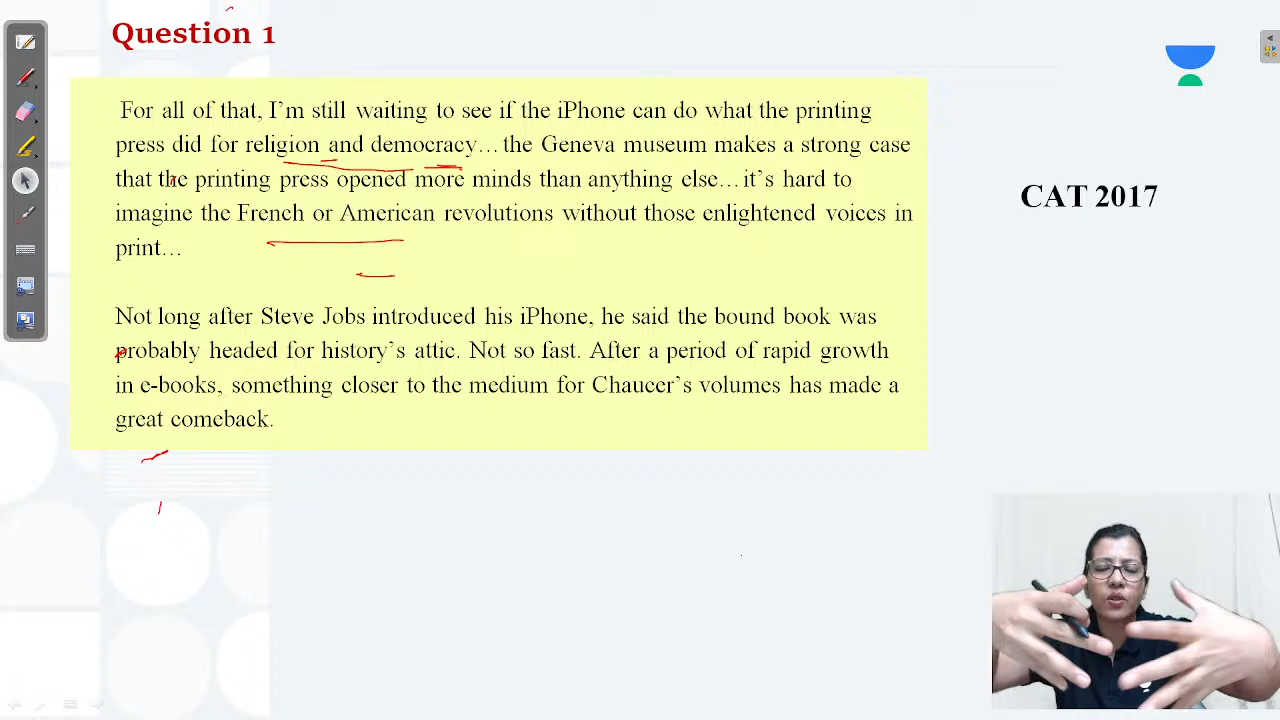 Question 1
For all of that, I'm still waiting to see if the iPhone can do what the printing
press did for religion and democracy…the Geneva museum makes a strong case
that the printing press opened more minds than anything else…it's hard to
imagine the French or American revolutions without those enlightened voices in
print…
CAT 2017
Not long after Steve Jobs introduced his iPhone, he said the bound book was
probably headed for history's attic. Not so fast. After a period of rapid growth
in e-books, something closer to the medium for Chaucer's volumes has made a
great comeback.